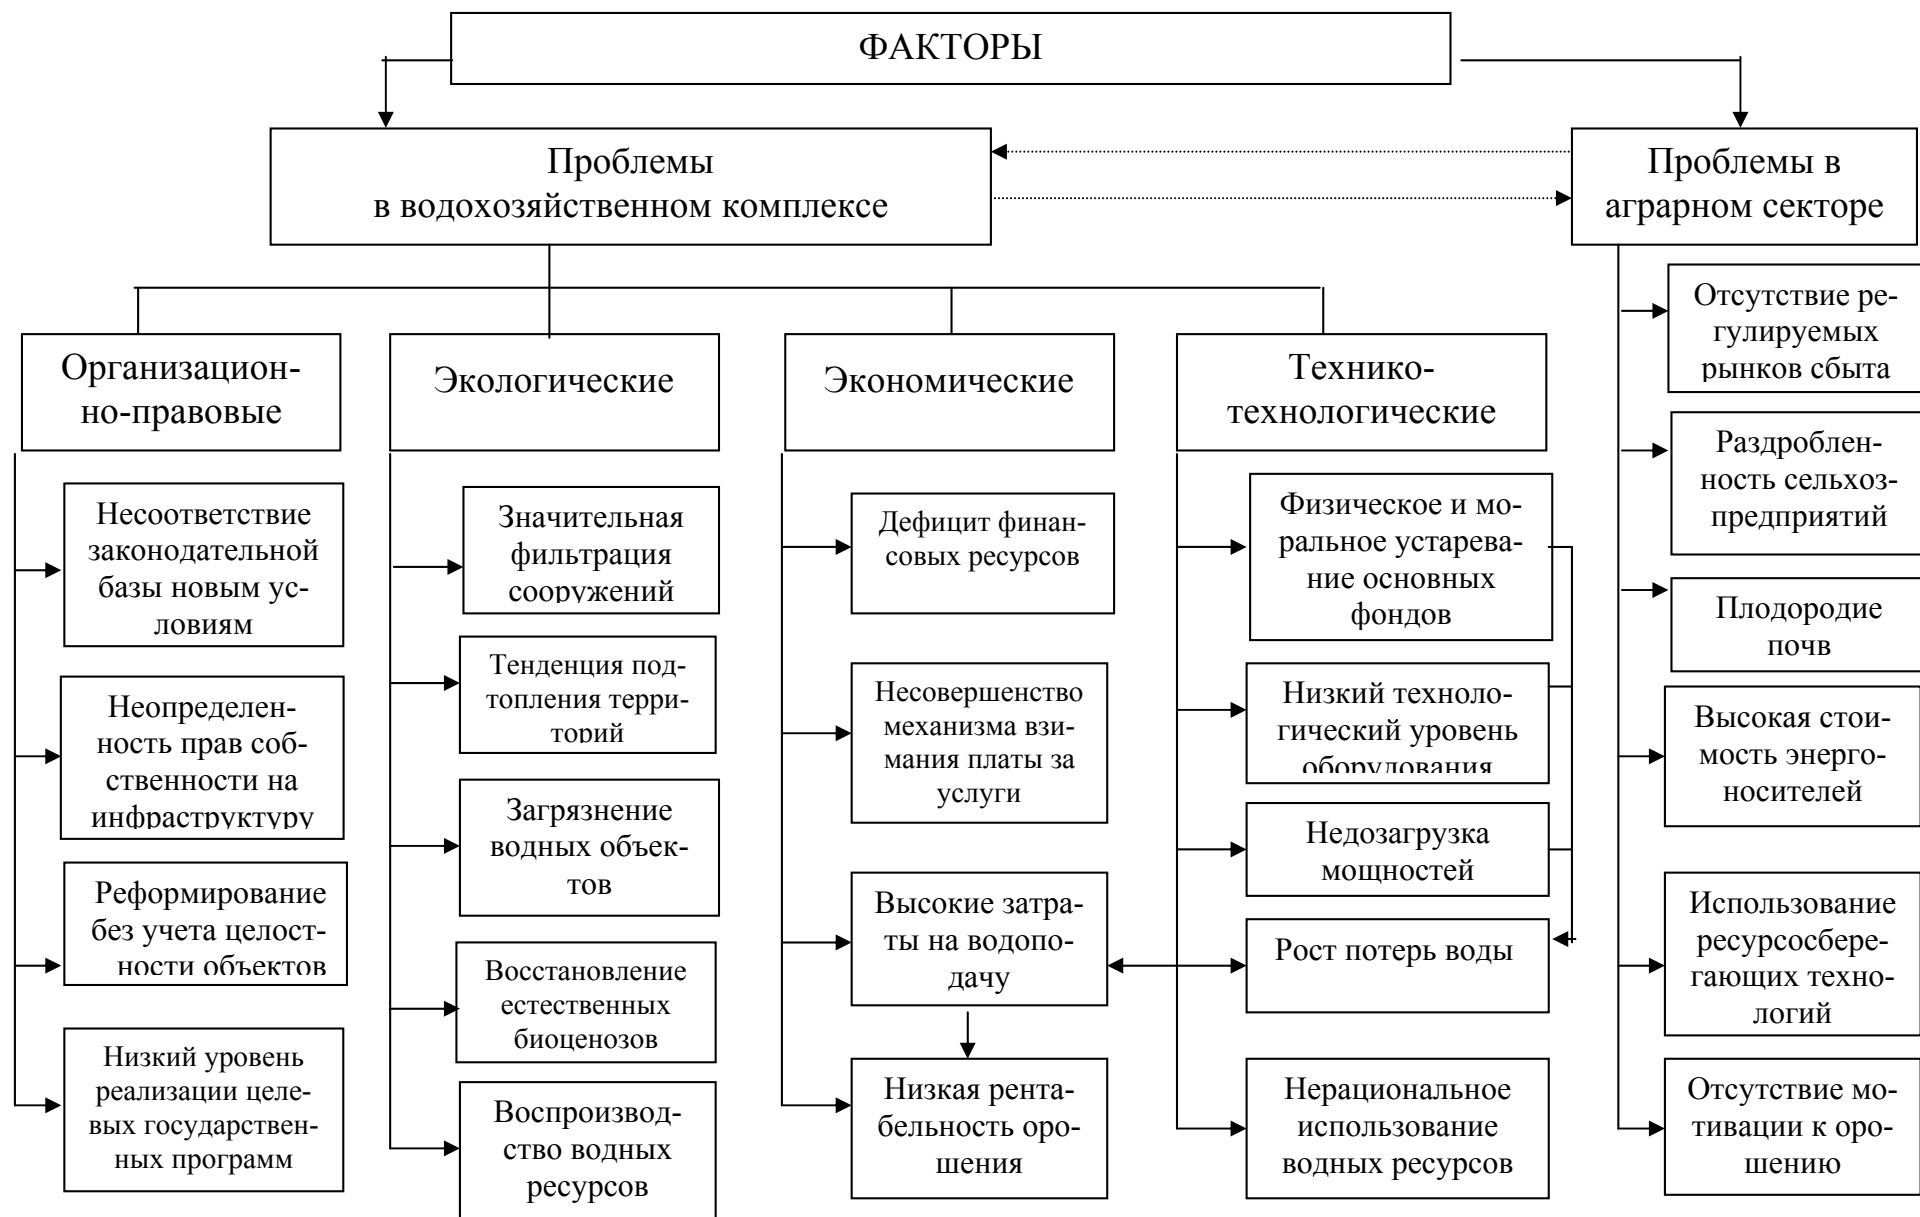 ФАКТОРЫ
Проблемы
в водохозяйственном комплексе
Проблемы в
аграрном секторе
Организацион-
но-правовые
Экологические
Экономические
Технико-
технологические
Несоответствие
законодательной
базы новым ус-
ловиям
Неопределен-
ность прав соб-
ственности на
инфраструктуру
Реформирование
без учета целост-
ности объектов
Низкий уровень
реализации целе-
вых государствен-
ных программ
Значительная
фильтрация
сооружений
Тенденция под-
топления терри-
торий
Загрязнение
водных объек-
тов
Восстановление
естественных
биоценозов
Воспроизвод-
ство водных
ресурсов
Дефицит финан-
совых ресурсов
Несовершенство
механизма взи-
мания платы за
услуги
Высокие затра-
ты на водопо-
дачу
Низкая рента-
бельность оро-
шения
Физическое и мо-
ральное устарева-
ние основных
фондов
Низкий техноло-
гический уровень
оборудования
Недозагрузка
мощностей
Рост потерь воды
Нерациональное
использование
водных ресурсов
Отсутствие ре-
гулируемых
рынков сбыта
Раздроблен-
ность сельхоз-
предприятий
Плодородие
почв
Высокая стои-
мость энерго-
носителей
Использование
ресурсосбере-
гающих техно-
логий
Отсутствие мо-
тивации к оро-
шению